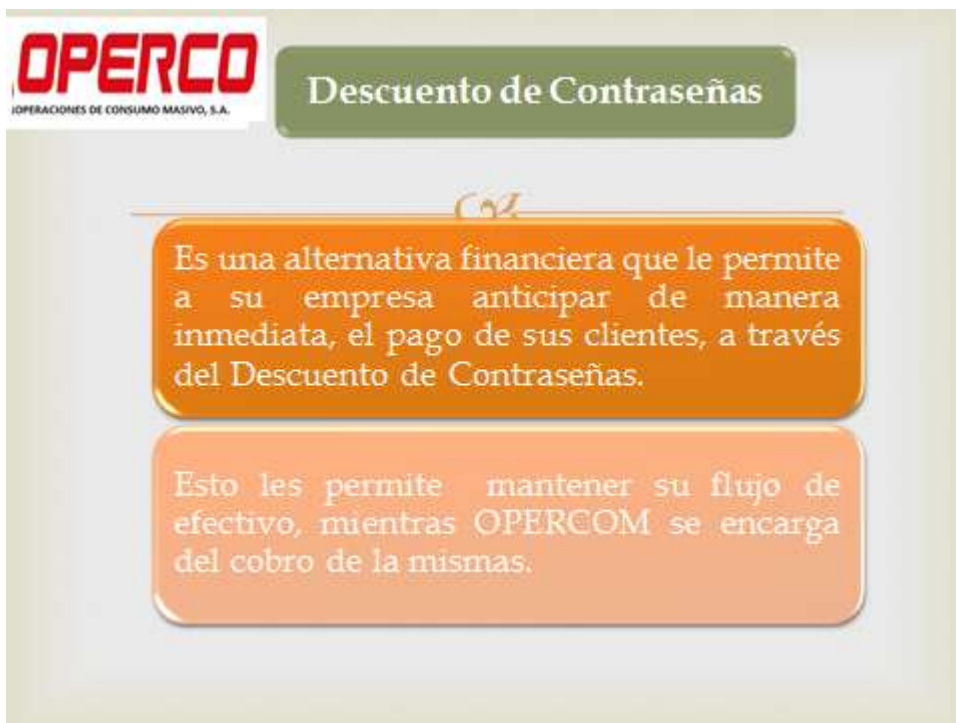 OPERCO
OPERACIONES DE CONSUMO MASIVO, S.A.
Descuento de Contraseñas
Es una alternativa financiera que le permite
a su empresa anticipar de manera
inmediata, el pago de sus clientes, a través
del Descuento de Contraseñas.
Esto les permite mantener su flujo de
efectivo, mientras OPERCOM se encarga
del cobro de la mismas.